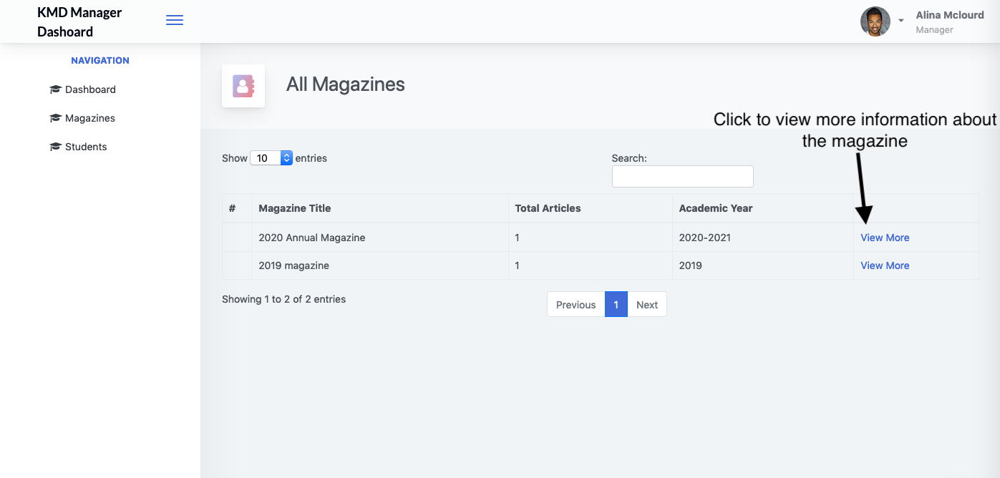 KMD Manager
Dashoard
Alina Mclourd
Manager
NAVIGATION
Dashboard
Magazines
Students
All Magazines
Click to view more information about
the magazine
Show 10 entries
Search:
# Magazine Title Total Articles Academic Year
2020 Annual Magazine 1 2020-2021 View More
2019 magazine 1 2019 View More
Showing 1 to 2 of 2 entries
Previous 1 Next